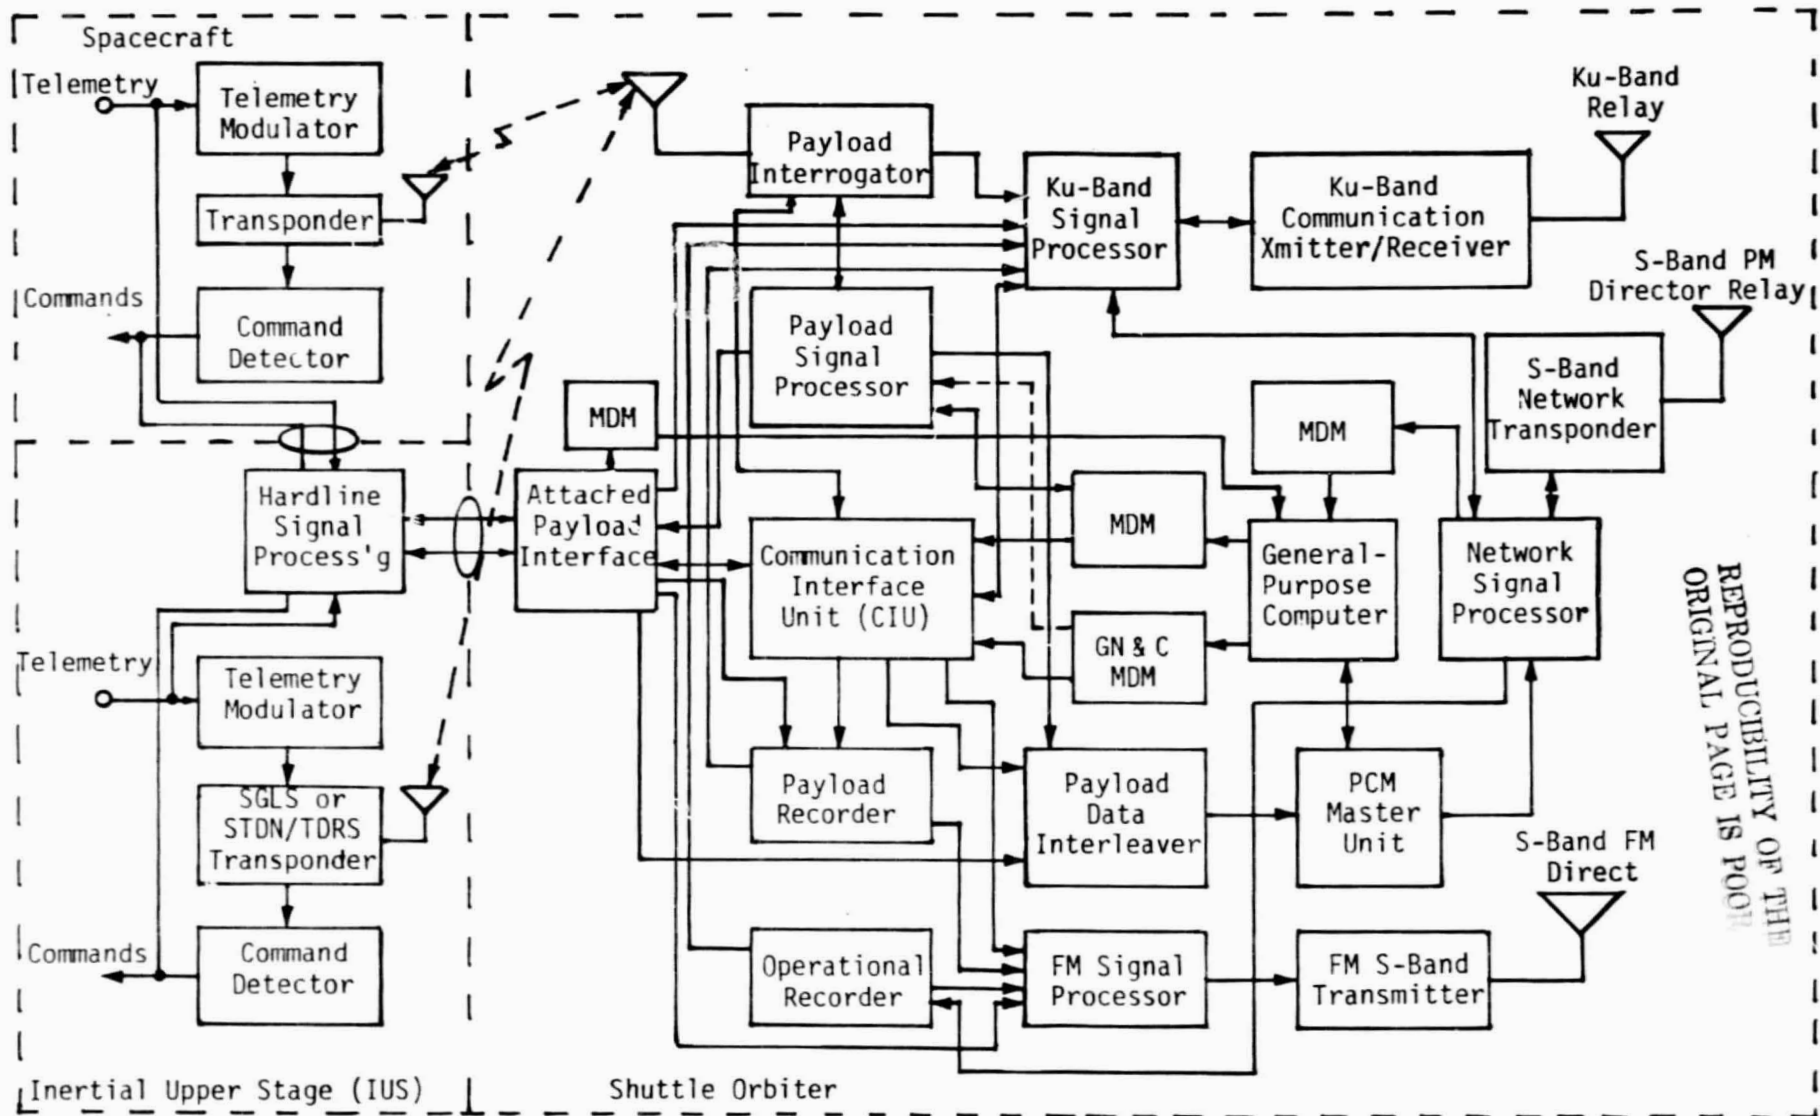 Spacecraft
Telemetry
Telemetry
Modulator
Transponder
Commands
Command
Detector
Hardline
Signal
Process'g
Telemetry
Telemetry
Modulator
SGLS or
STDN/TDRS
Transponder
Commands
Command
Detector
Inertial Upper Stage (IUS)
Payload
Interrogator
Ku-Band
Signal
Processor
Ku-Band
Communication
Xmitter/Receiver
Ku-Band
Relay
S-Band PM
Director Relay
Payload
Signal
Processor
S-Band
Network
Transponder
MDM
MDM
Attached
Payload
Interface
MDM
Communication
Interface
Unit (CIU)
General-
Purpose
Computer
Network
Signal
Processor
GN & C
MDM
Payload
Recorder
Payload
Data
Interleaver
PCM
Master
Unit
S-Band FM
Direct
Operational
Recorder
FM Signal
Processor
FM S-Band
Transmitter
Shuttle Orbiter
REPRODUCIBILITY OF THE
ORIGINAL PAGE IS POOR